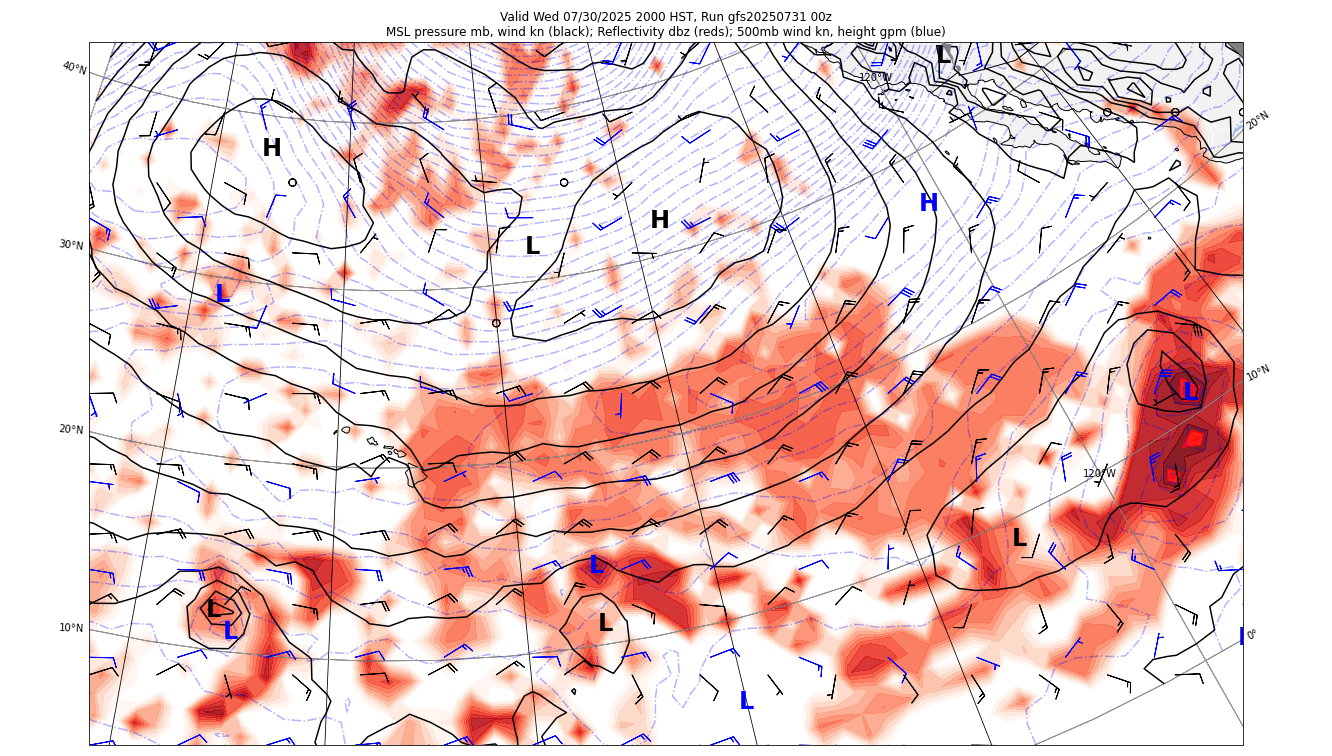 Valid Wed 07/30/2025 2000 HST, Run gfs20250731 00z
MSL pressure mb, wind kn (black); Reflectivity dbz (reds); 500mb wind kn, height gpm (blue)
L
40°N
120°W
20°N
H
H
H
L
30°N
L
10°N
L
20°N
120°W
L
L
L
L
10°N
L
L
0°
L